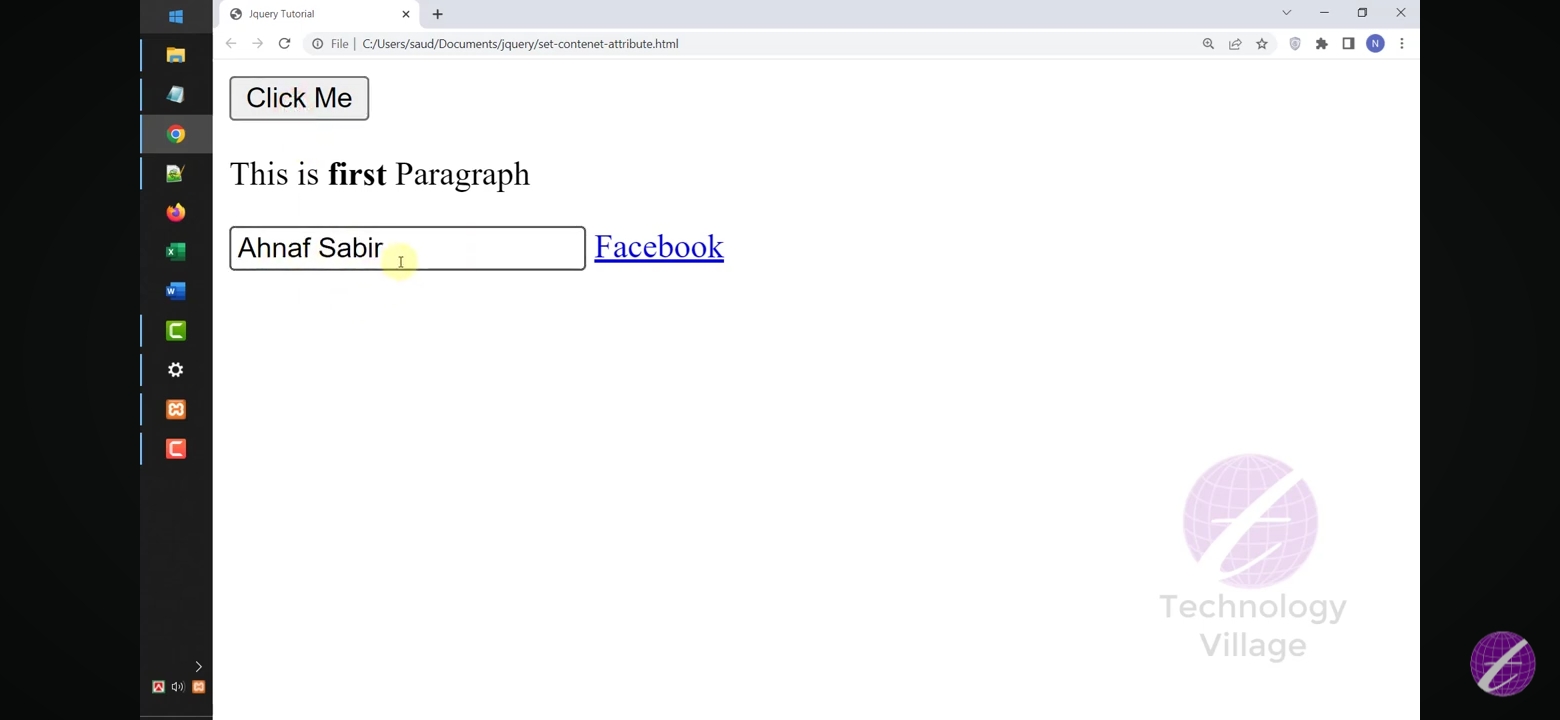 Jquery Tutorial
File | C:/Users/saud/Documents/jquery/set-contenet-attribute.html
N
Click Me
This is first Paragraph
Ahnaf Sabir Facebook
Technology
Village